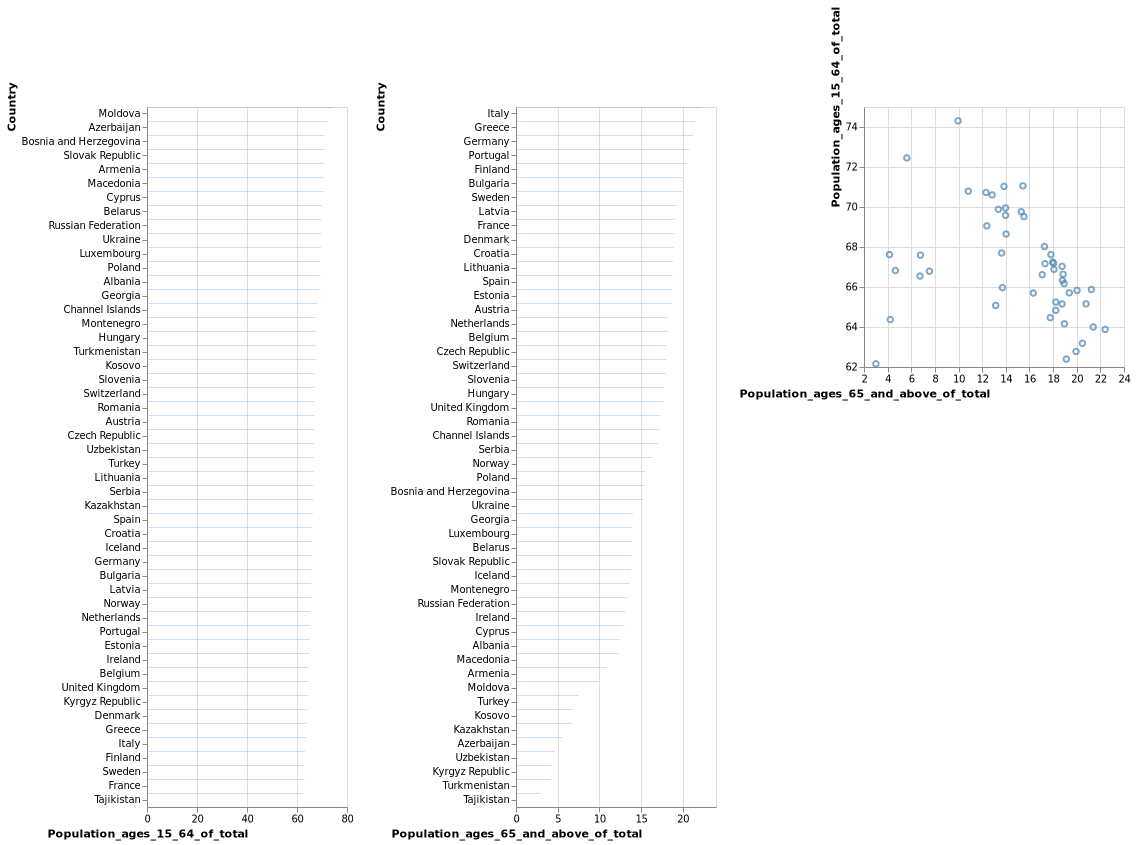 Country
Moldova
Azerbaijan
Bosnia and Herzegovina
Slovak Republic
Armenia
Macedonia
Cyprus
Belarus
Russian Federation
Ukraine
Luxembourg
Poland
Albania
Georgia
Channel Islands
Montenegro
Hungary
Turkmenistan
Kosovo
Slovenia
Switzerland
Romania
Austria
Czech Republic
Uzbekistan
Turkey
Lithuania
Serbia
Kazakhstan
Spain
Croatia
Iceland
Germany
Bulgaria
Latvia
Norway
Netherlands
Portugal
Estonia
Ireland
Belgium
United Kingdom
Kyrgyz Republic
Denmark
Greece
Italy
Finland
Sweden
France
Tajikistan
0 20 40 60 80
Population_ages_15_64_of_total
Country
Italy
Greece
Germany
Portugal
Finland
Bulgaria
Sweden
Latvia
France
Denmark
Croatia
Lithuania
Spain
Estonia
Austria
Netherlands
Belgium
Czech Republic
Switzerland
Slovenia
Hungary
United Kingdom
Romania
Channel Islands
Serbia
Norway
Poland
Bosnia and Herzegovina
Ukraine
Georgia
Luxembourg
Belarus
Slovak Republic
Iceland
Montenegro
Russian Federation
Ireland
Cyprus
Albania
Macedonia
Armenia
Moldova
Turkey
Kosovo
Kazakhstan
Azerbaijan
Uzbekistan
Kyrgyz Republic
Turkmenistan
Tajikistan
0 5 10 15 20
Population_ages_65_and_above_of_total
Population_ages_15_64_of_total
74
72
70
68
66
64
62
2 4 6 8 10 12 14 16 18 20 22 24
Population_ages_65_and_above_of_total